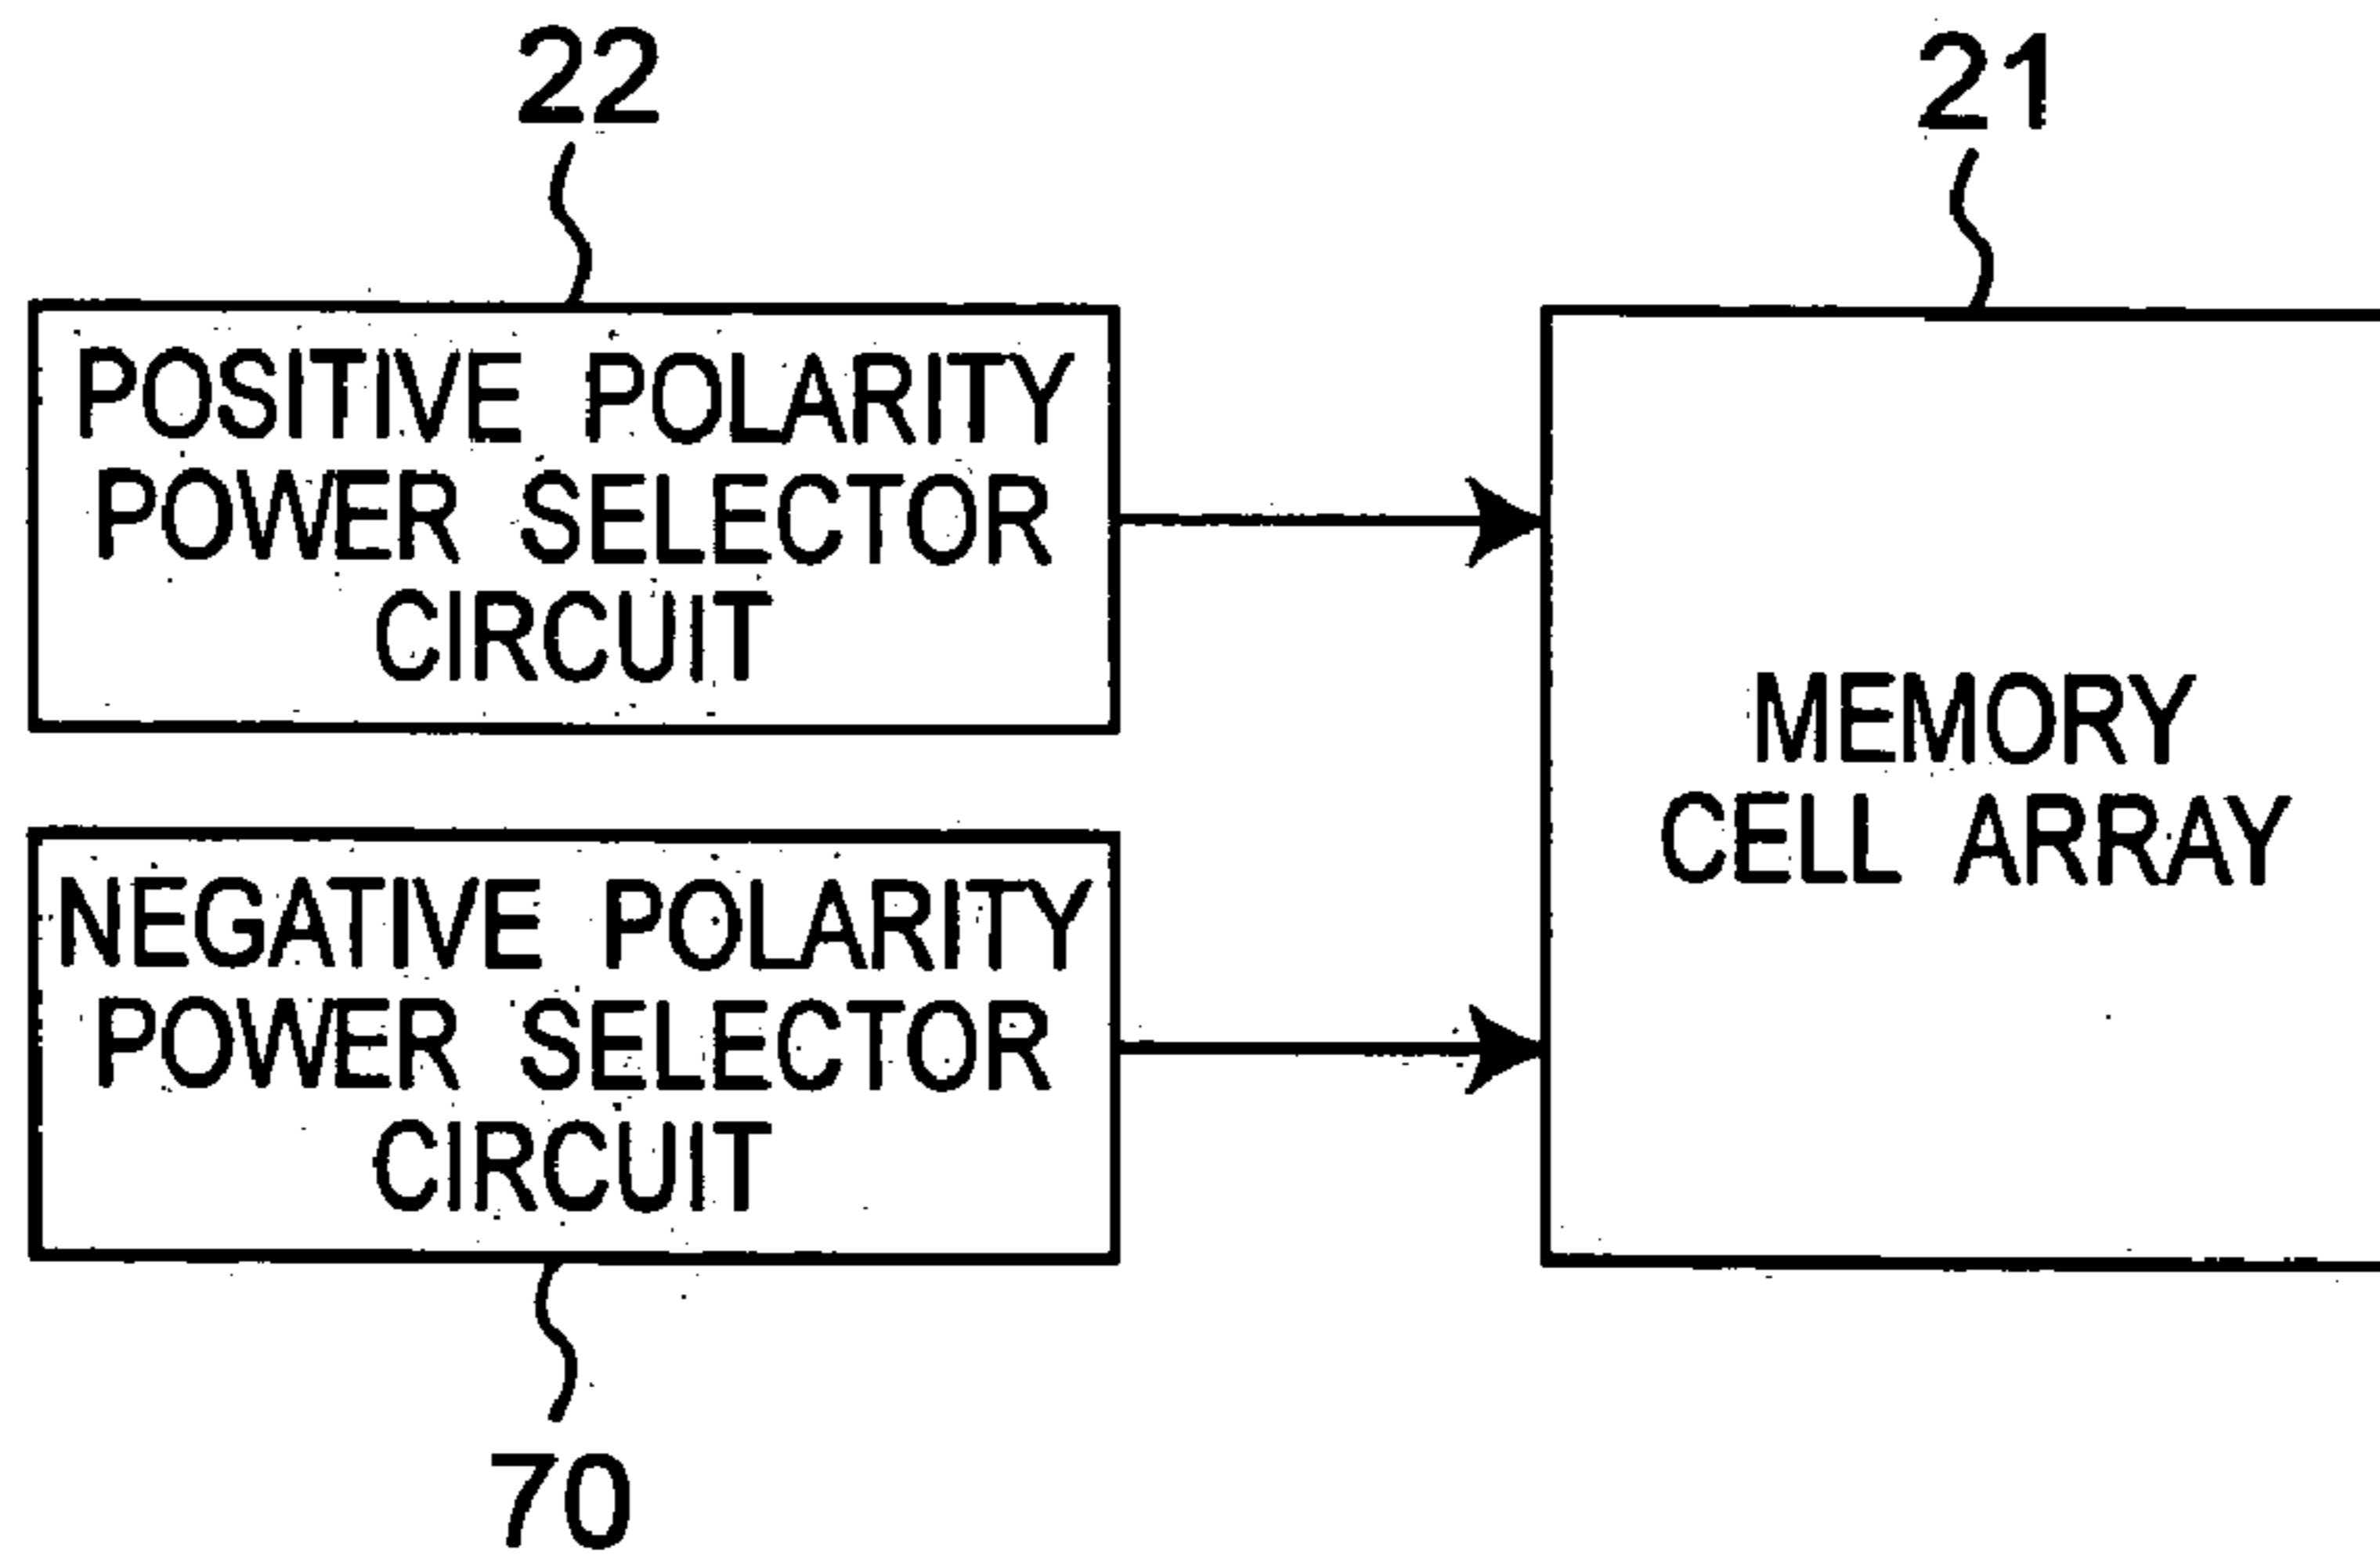 22
21
POSITIVE POLARITY
POWER SELECTOR
CIRCUIT
MEMORY
CELL ARRAY
NEGATIVE POLARITY
POWER SELECTOR
CIRCUIT
70